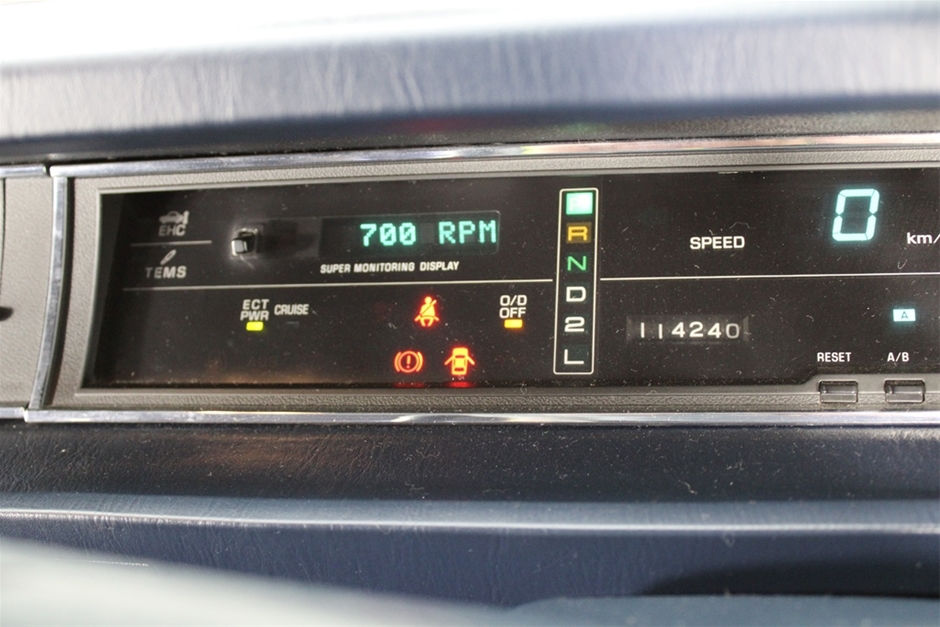 EHC
TEMS
700 RPM
SUPER MONITORING DISPLAY
ECT
PWR
CRUISE
O/D
OFF
P
R
N
D
2
L
SPEED
0
km/
114240
A
RESET
A/B